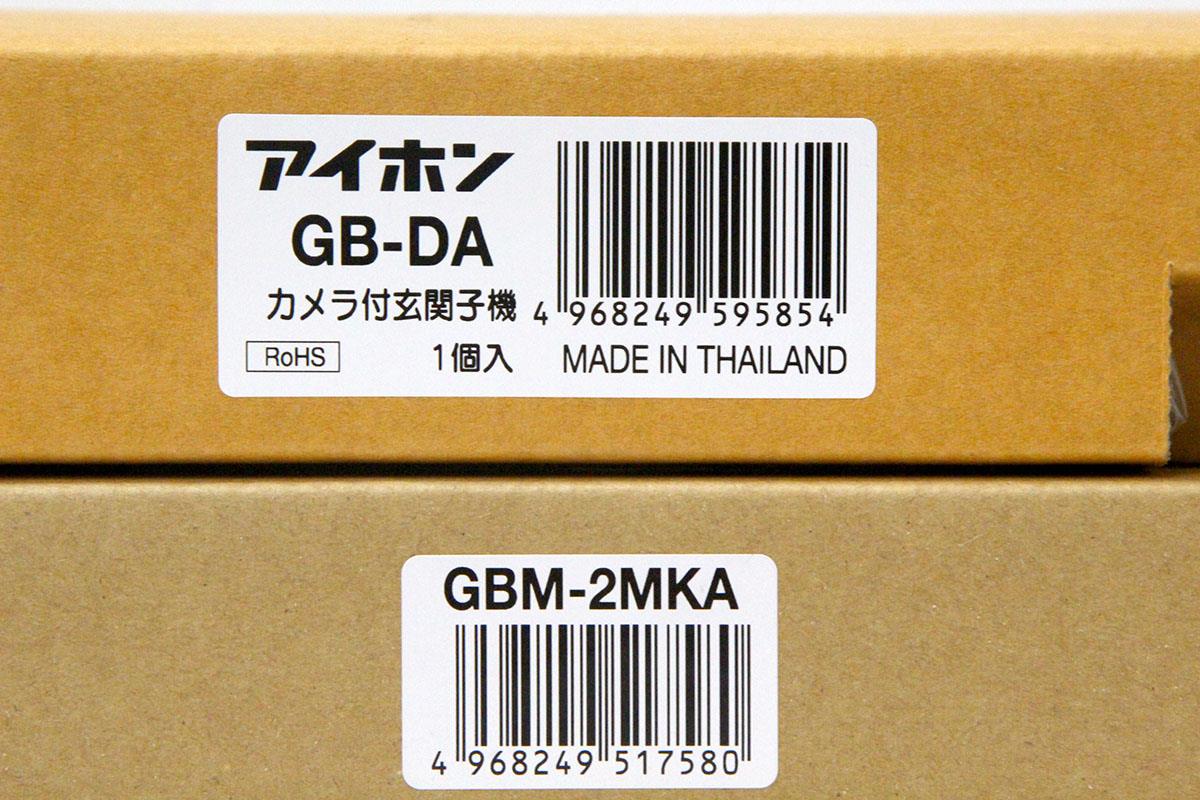 アイホン
GB-DA
カメラ付玄関子機
4 968249 595854
RoHS
1個入
MADE IN THAILAND
GBM-2MKA
4 968249 517580